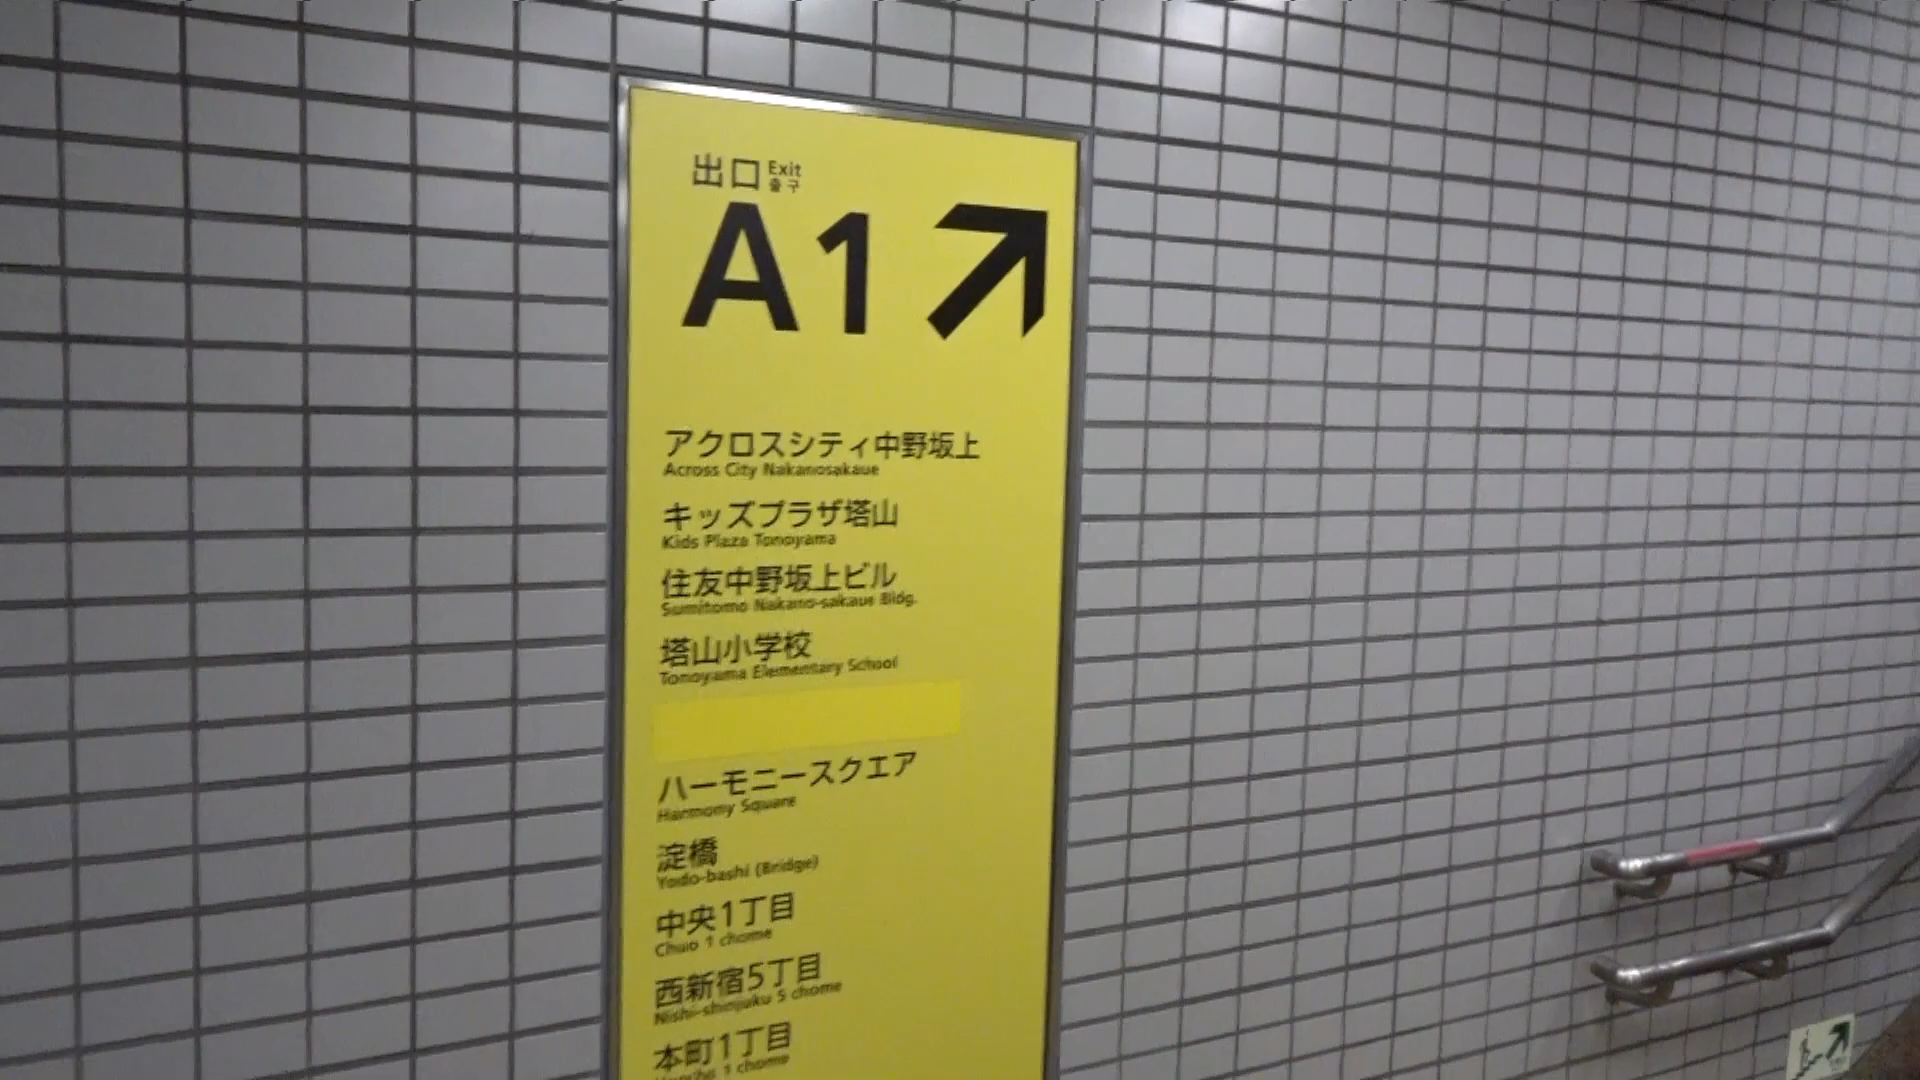 出口 Exit
출구
A1
アクロスシティ中野坂上
Across City Nakanosakaue
キッズプラザ塔山
Kids Plaza Tonoyama
住友中野坂上ビル
Sumitomo Nakano-sakaue Bldg.
塔山小学校
Tonoyama Elementary School
ハーモニースクエア
Harmony Square
淀橋
Yodo-bashi (Bridge)
中央1丁目
Chuo 1 chome
西新宿5丁目
Nishi-shinjuku 5 chome
本町1丁目
1 chome